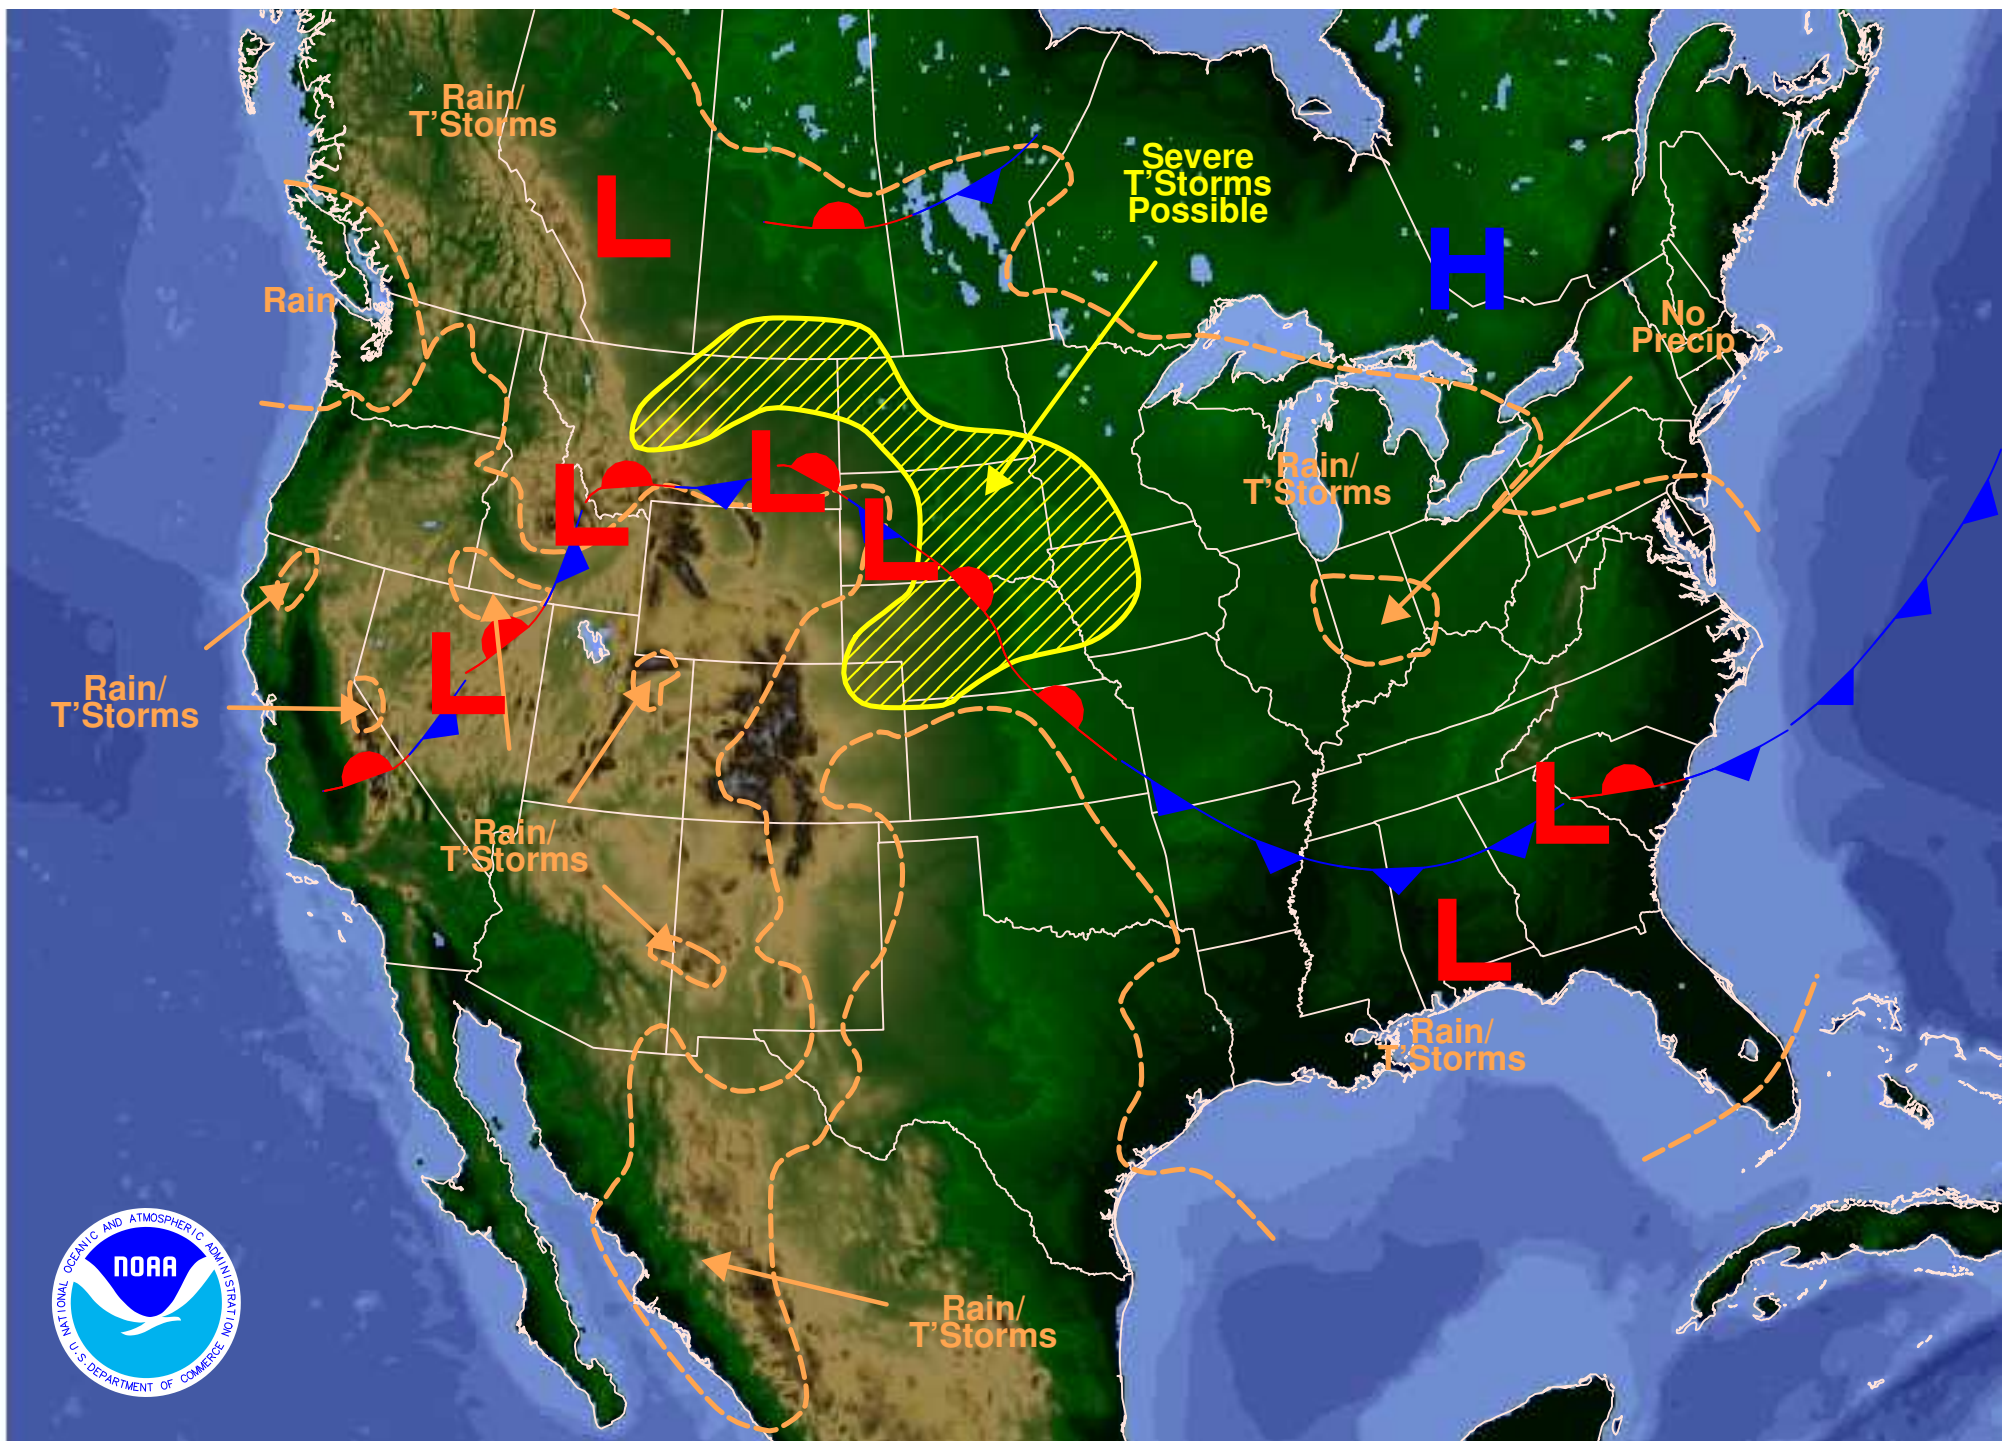 Rain/
T'Storms
Severe
T'Storms
Possible
L
H
Rain
No
Precip
L
L
Rain/
T'Storms
L
L
Rain/
T'Storms
L
Rain/
T'Storms
L
Rain/
T'Storms
NATIONAL OCEANIC AND ATMOSPHERIC ADMINISTRATION
NOAA
U.S. DEPARTMENT OF COMMERCE
Rain/
T'Storms